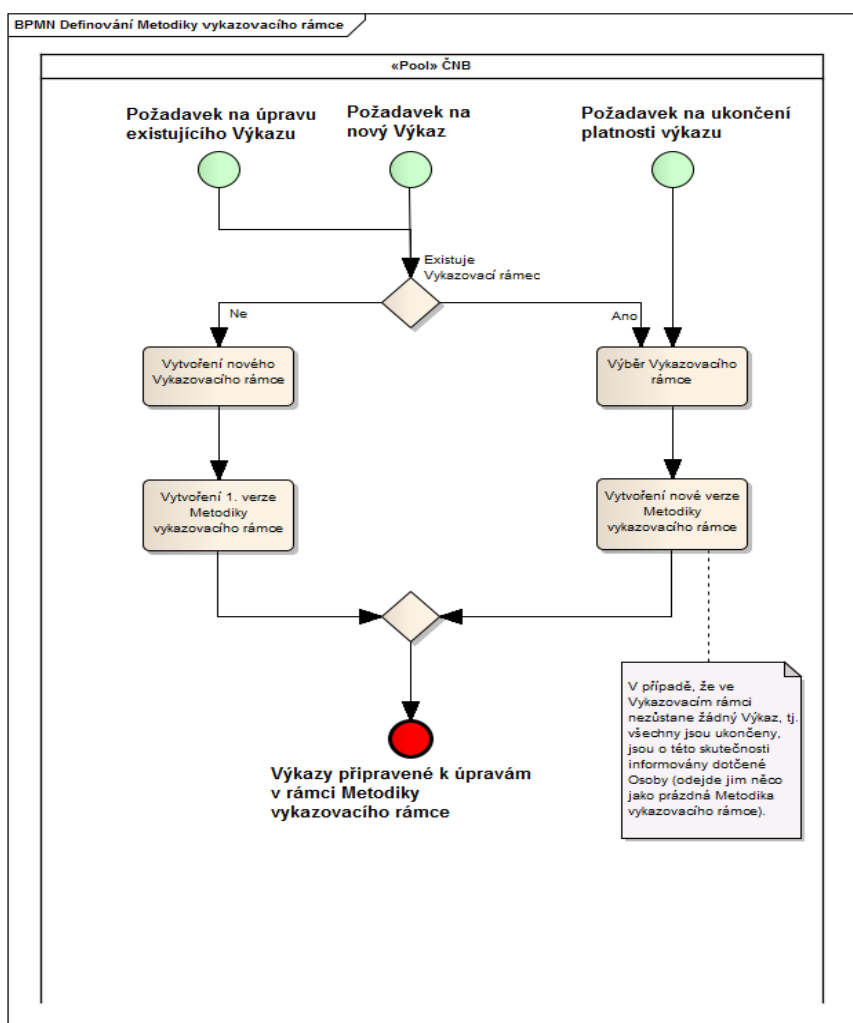 BPMN Definování Metodiky vykazovacího rámce
«Pool» ČNB
Požadavek na úpravu
existujícího Výkazu
Požadavek na
nový Výkaz
Požadavek na ukončení
platnosti výkazu
Existuje
Vykazovací rámec
Ne
Ano
Vytvoření nového
Vykazovacího rámce
Výběr Vykazovacího
rámce
Vytvoření 1. verze
Metodiky
vykazovacího rámce
Vytvoření nové verze
Metodiky
vykazovacího rámce
V případě, že ve
Vykazovacím rámci
nezůstane žádný Výkaz, tj.
všechny jsou ukončeny,
jsou o této skutečnosti
informovány dotčené
Osoby (odejde jim něco
jako prázdná Metodika
vykazovacího rámce).
Výkazy připravené k úpravám
v rámci Metodiky
vykazovacího rámce